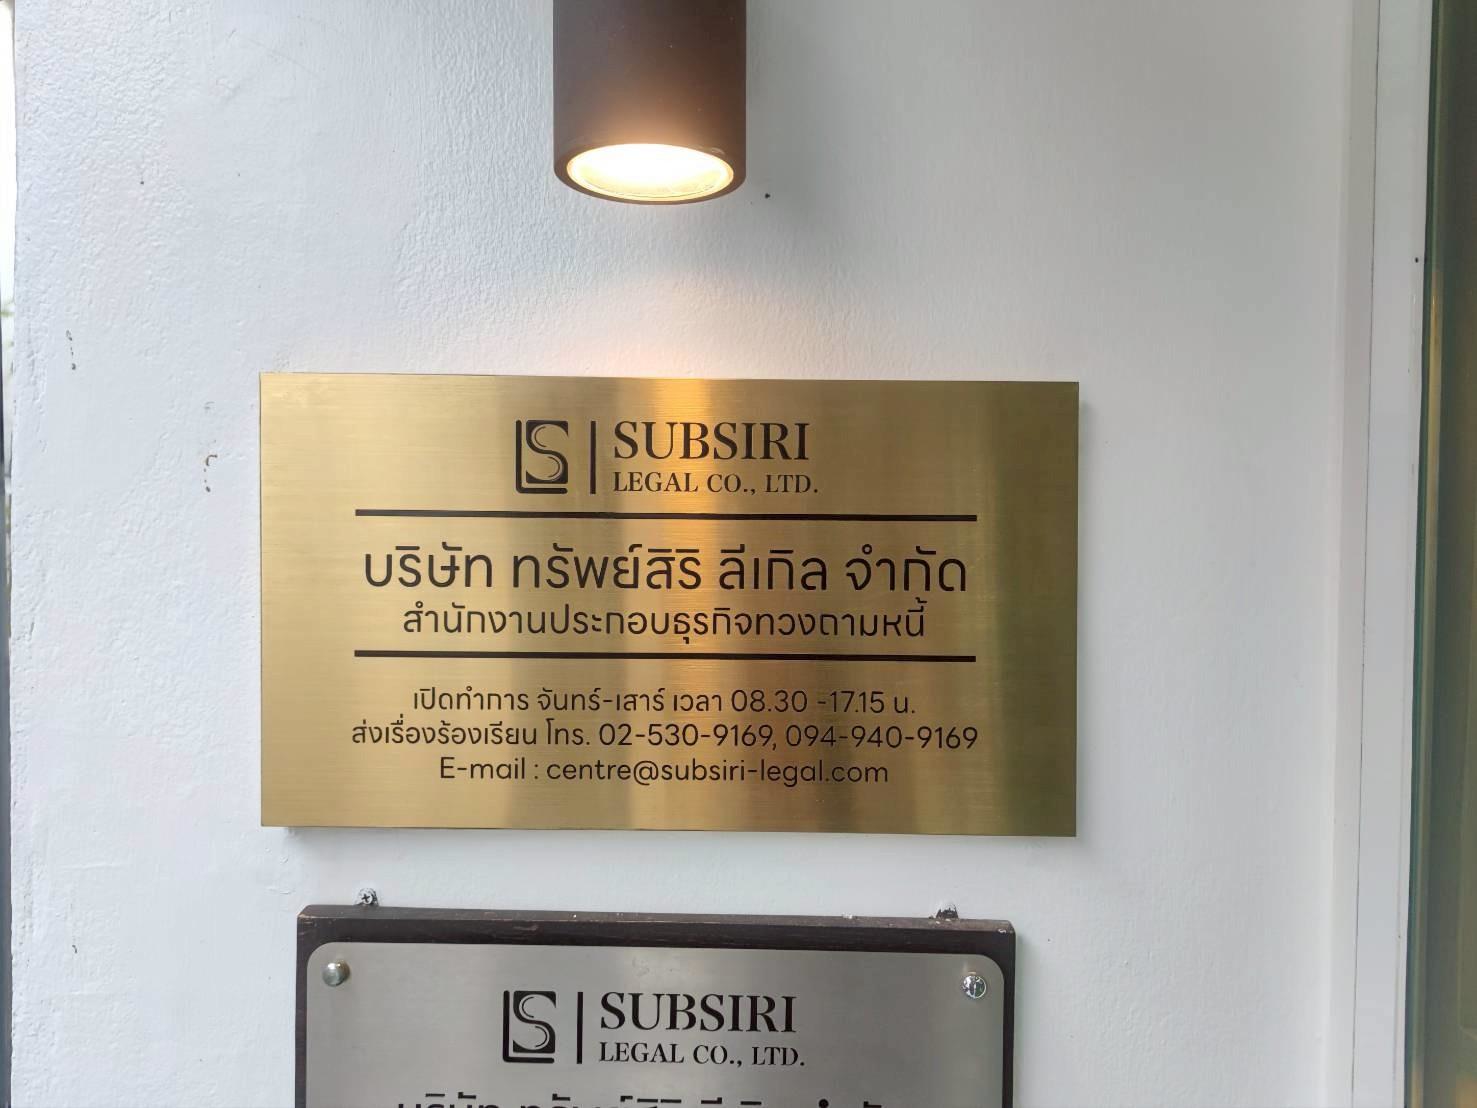 LS SUBSIRI
LEGAL CO., LTD.
บริษัท ทรัพย์สิริ ลีเกิล จำกัด
สำนักงานประกอบธุรกิจทวงถามหนี้
เปิดทำการ จันทร์-เสาร์ เวลา 08.30 -17.15 น.
ส่งเรื่องร้องเรียน โทร. 02-530-9169, 094-940-9169
E-mail : centre@subsiri-legal.com
LS SUBSIRI
LEGAL CO., LTD.